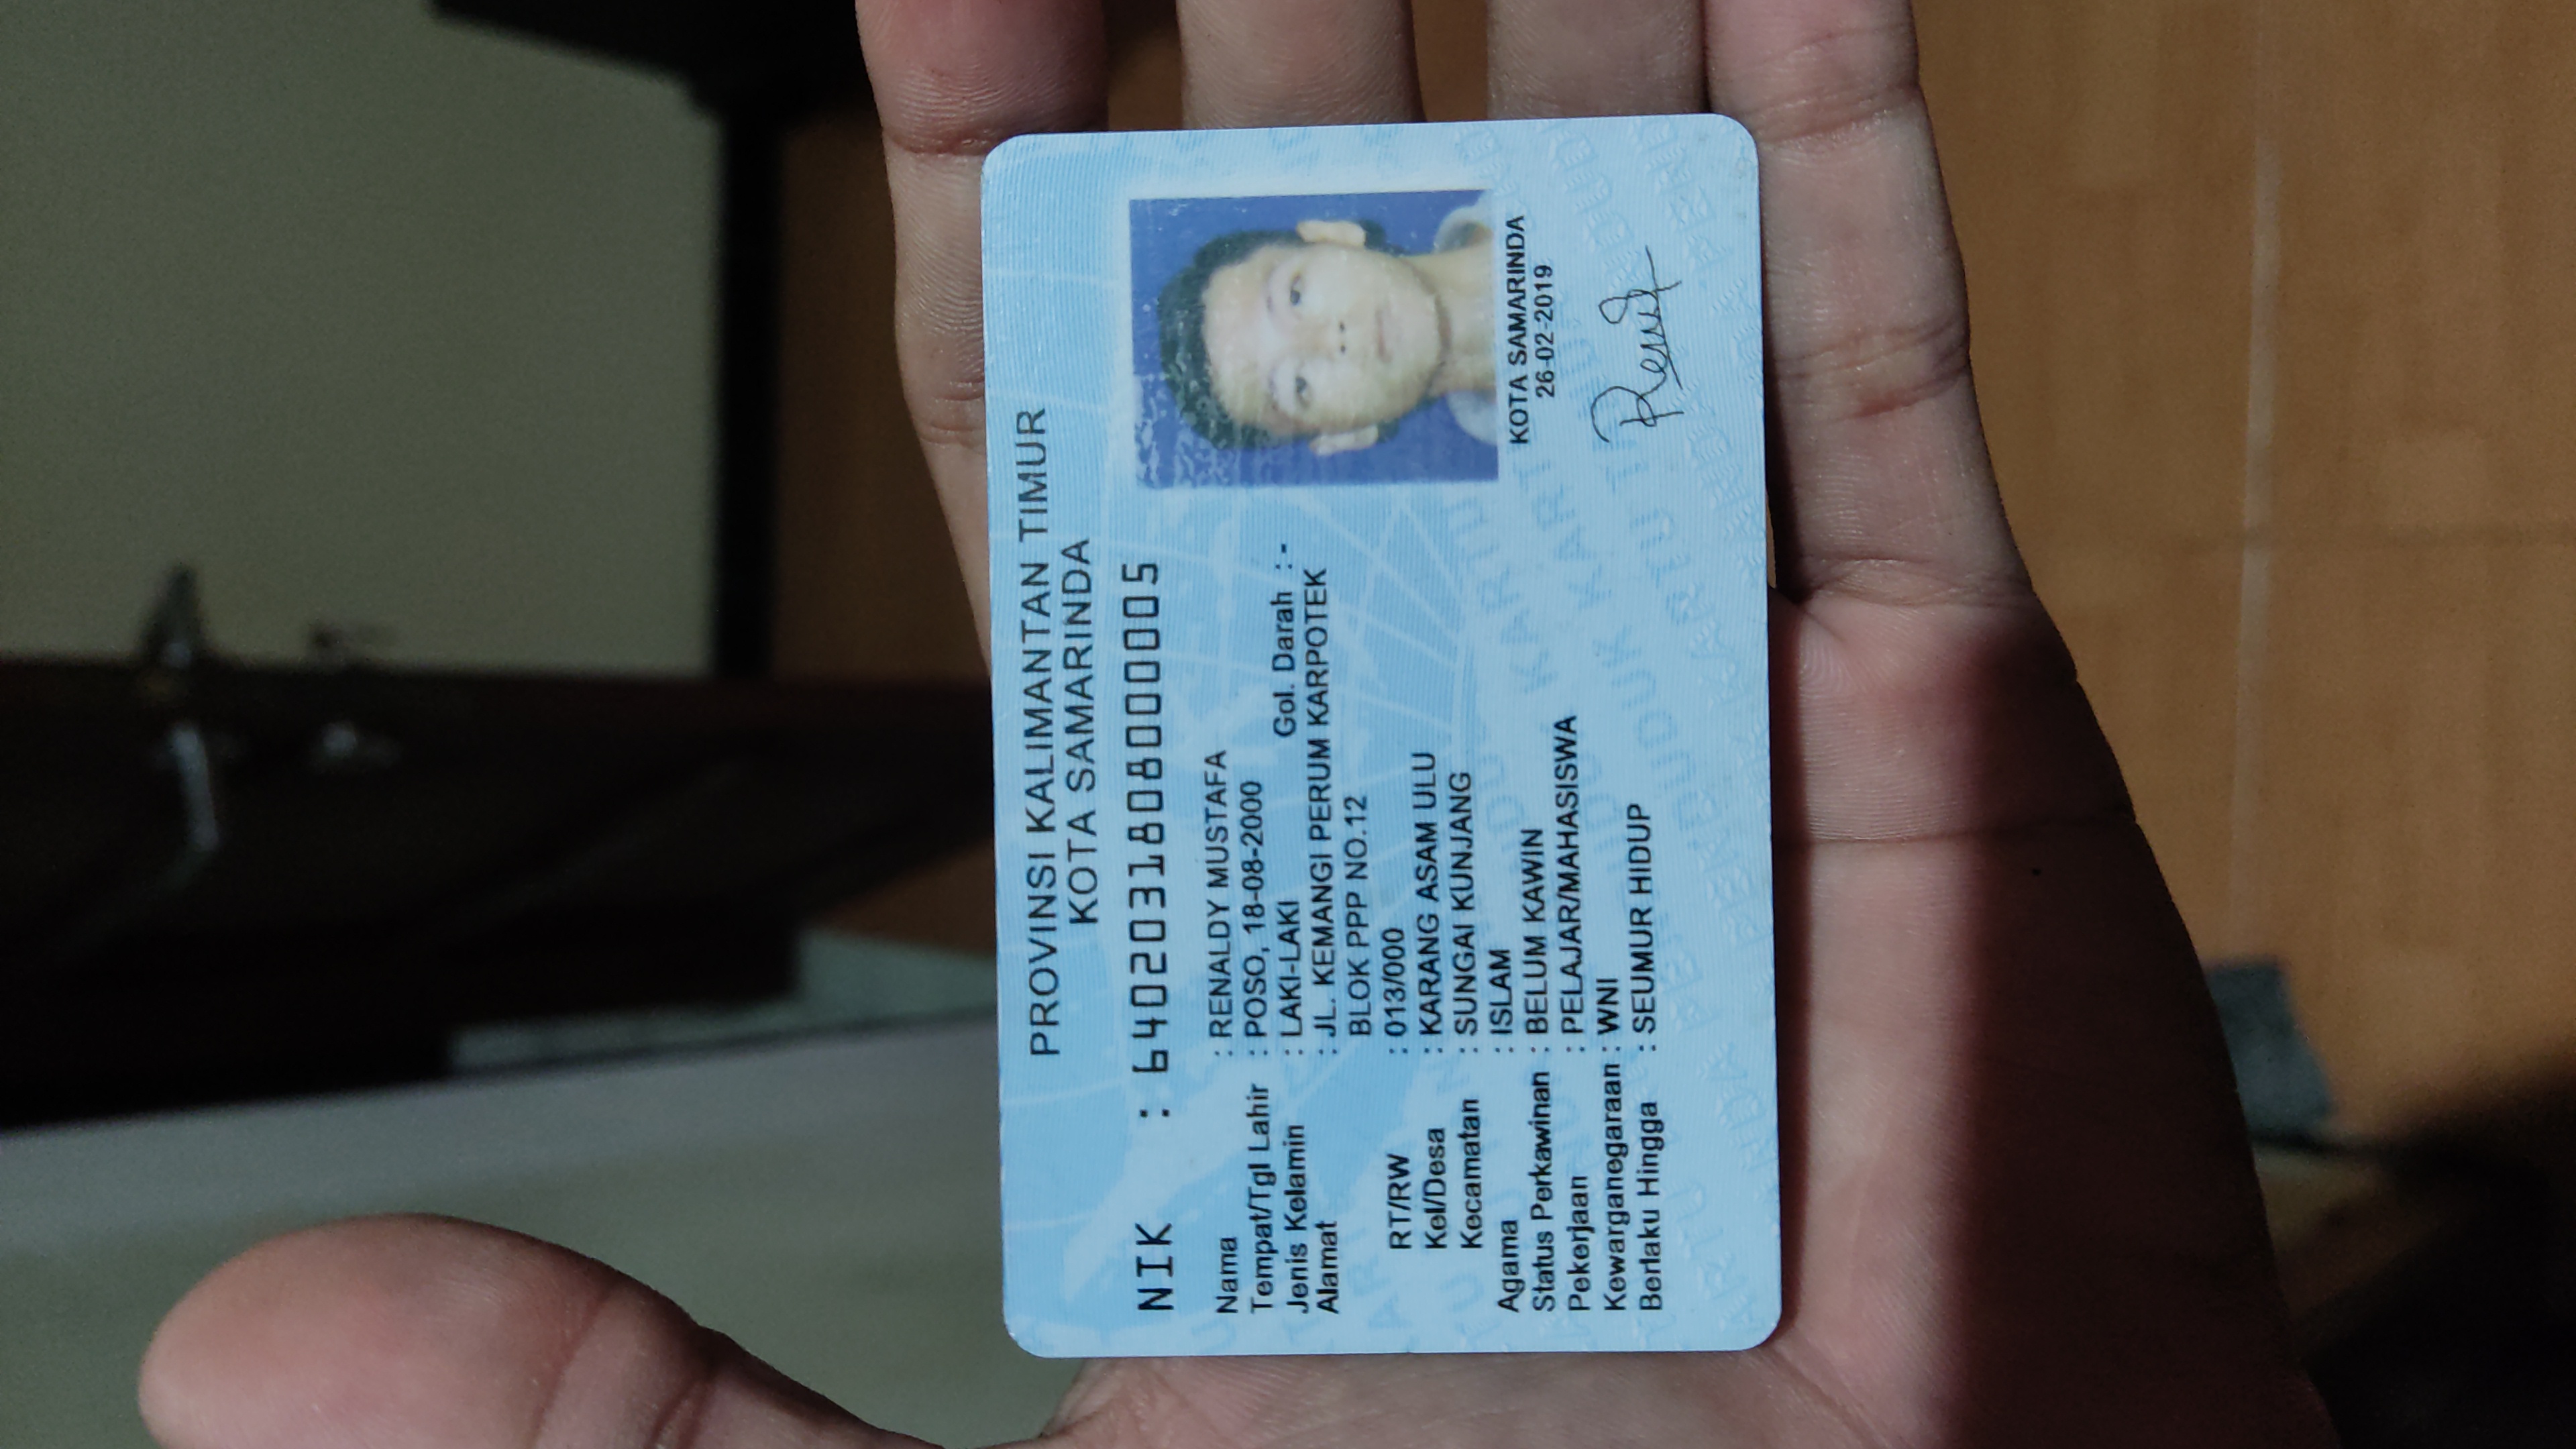 PROVINSI KALIMANTAN TIMUR
KOTA SAMARINDA
NIK : 6402031808000005
Nama : RENALDY MUSTAFA
Tempat/Tgl Lahir : POSO, 18-08-2000
Jenis Kelamin : LAKI-LAKI Gol. Darah : -
Alamat : JL. KEMANGI PERUM KARPOTEK
BLOK PPP NO.12
RT/RW : 013/000
Kel/Desa : KARANG ASAM ULU
Kecamatan : SUNGAI KUNJANG
Agama : ISLAM
Status Perkawinan : BELUM KAWIN
Pekerjaan : PELAJAR/MAHASISWA
Kewarganegaraan : WNI
Berlaku Hingga : SEUMUR HIDUP
KOTA SAMARINDA
26-02-2019